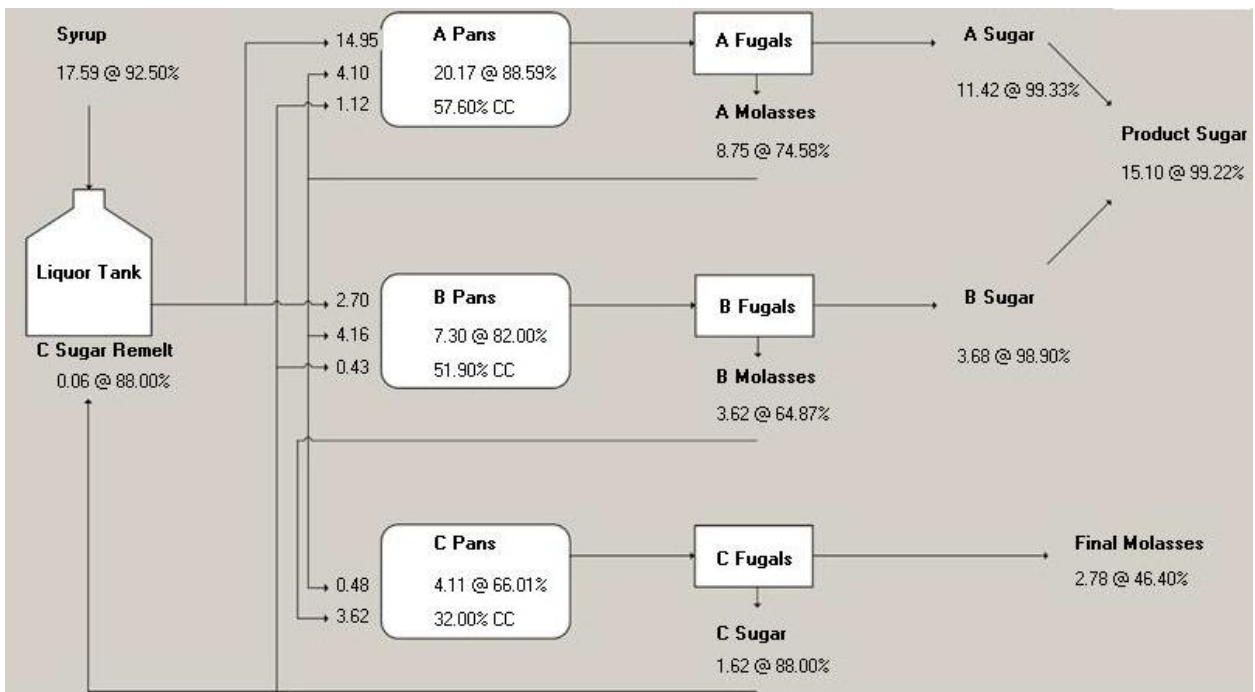 Syrup
17.59 @ 92.50%
Liquor Tank
C Sugar Remelt
0.06 @ 88.00%
14.95
4.10
1.12
A Pans
20.17 @ 88.59%
57.60% CC
A Fugals
A Molasses
8.75 @ 74.58%
A Sugar
11.42 @ 99.33%
Product Sugar
15.10 @ 99.22%
2.70
4.16
0.43
B Pans
7.30 @ 82.00%
51.90% CC
B Fugals
B Molasses
3.62 @ 64.87%
B Sugar
3.68 @ 98.90%
0.48
3.62
C Pans
4.11 @ 66.01%
32.00% CC
C Fugals
C Sugar
1.62 @ 88.00%
Final Molasses
2.78 @ 46.40%